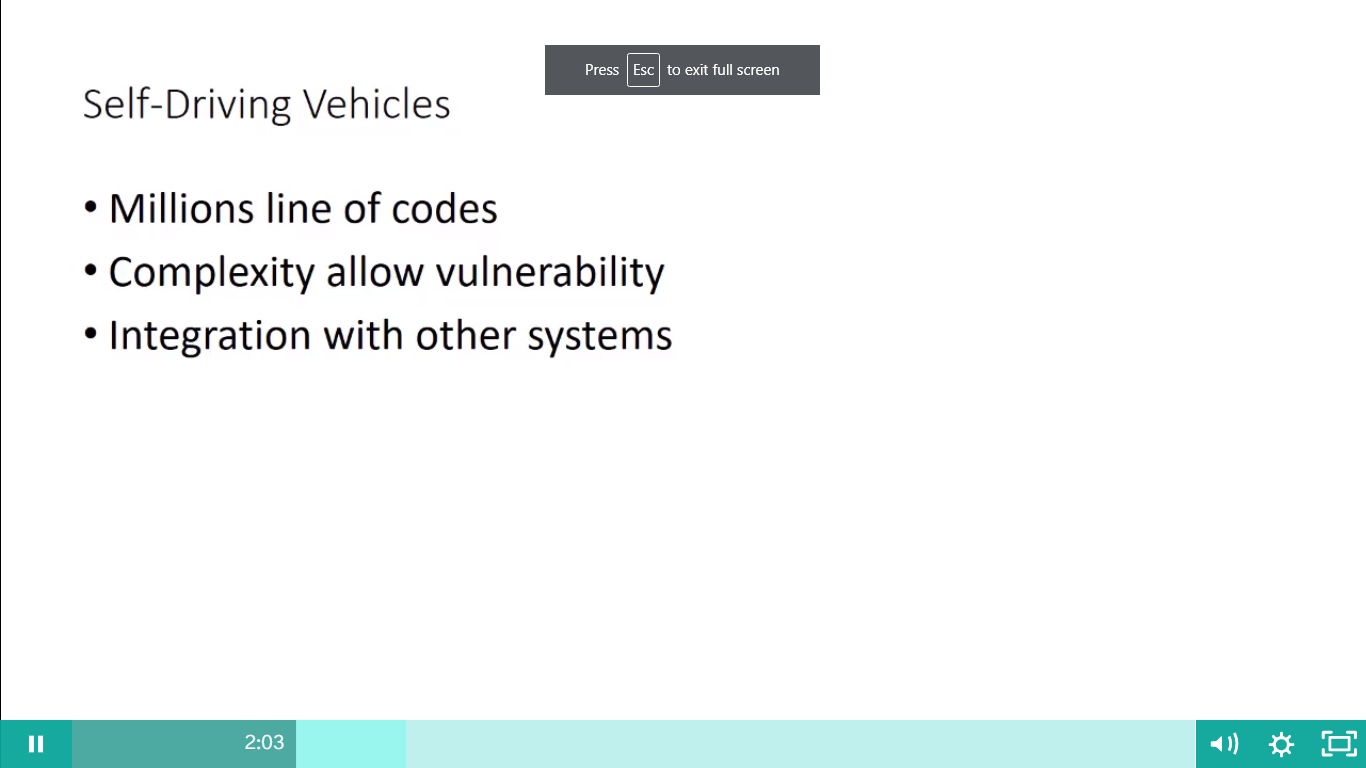 Press Esc to exit full screen
Self-Driving Vehicles
• Millions line of codes
• Complexity allow vulnerability
• Integration with other systems
2:03